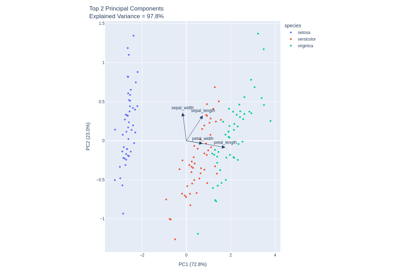 Top 2 Principal Components
Explained Variance = 97.8%
species
setosa
versicolor
virginica
1.5
1
0.5
0
−0.5
−1
PC2 (23.0%)
sepal_width
sepal_length
petal_width
petal_length
−2
0
2
4
PC1 (72.8%)